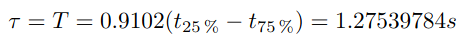 τ = T = 0.9102(t25 % − t75 %) = 1.27539784s